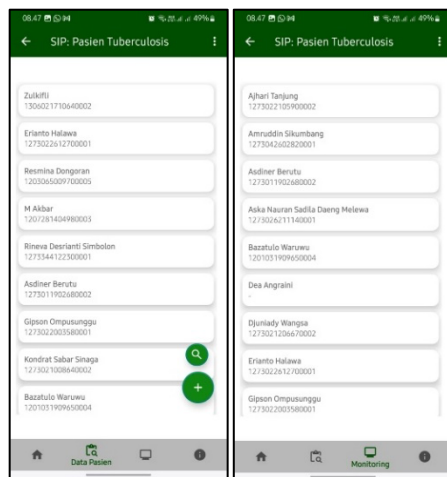 08.47
49%
SIP: Pasien Tuberculosis
Zulkifli
1306021710640002
Erianto Halawa
1273022612700001
Resmina Dongoran
1203065009700005
M Akbar
1207281404980003
Rineva Desrianti Simbolon
1273344122300001
Asdiner Berutu
1273011902680002
Gipson Ompusunggu
1273022003580001
Kondrat Sabar Sinaga
1273021008640002
Bazatulo Waruwu
1201031909650004
Data Pasien
08.47
49%
SIP: Pasien Tuberculosis
Ajhari Tanjung
1273022105900002
Amruddin Sikumbang
1273042602820001
Asdiner Berutu
1273011902680002
Aska Nauran Sadila Daeng Melewa
1273026211140001
Bazatulo Waruwu
1201031909650004
Dea Angraini
-
Djuniady Wangsa
1273021206670002
Erianto Halawa
1273022612700001
Gipson Ompusunggu
1273022003580001
Monitoring